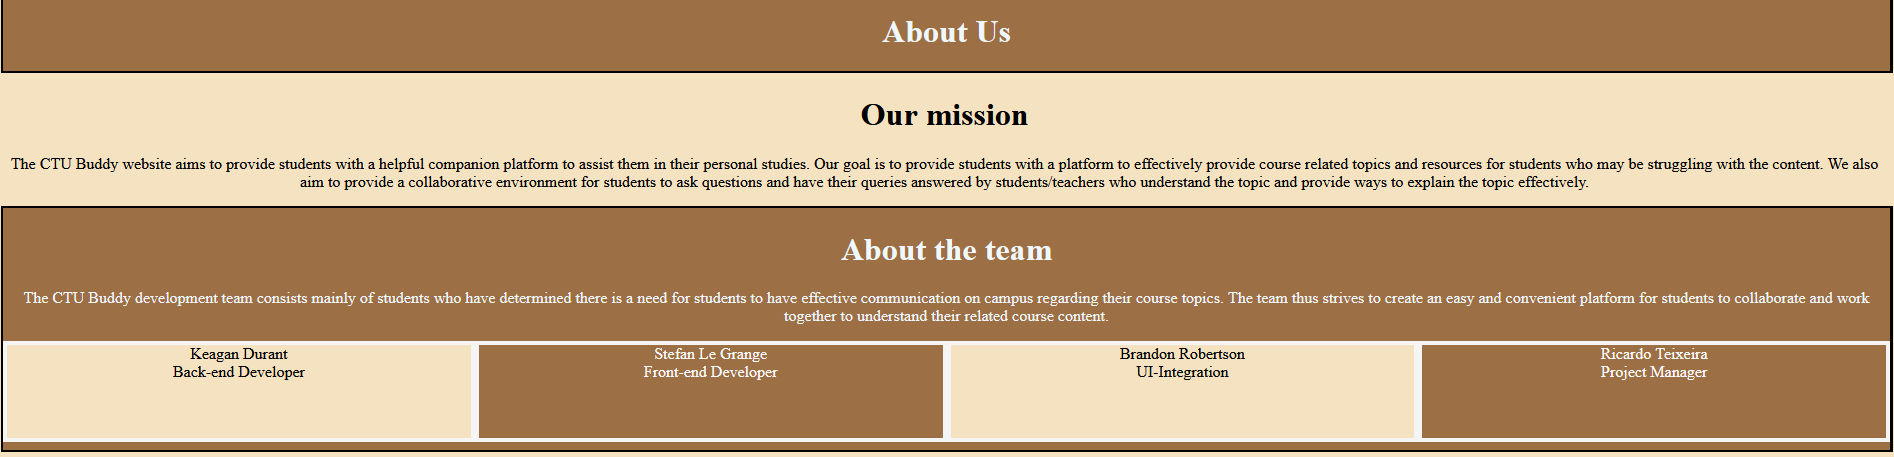 About Us
Our mission
The CTU Buddy website aims to provide students with a helpful companion platform to assist them in their personal studies. Our goal is to provide students with a platform to effectively provide course related topics and resources for students who may be struggling with the content. We also
aim to provide a collaborative environment for students to ask questions and have their queries answered by students/teachers who understand the topic and provide ways to explain the topic effectively.
About the team
The CTU Buddy development team consists mainly of students who have determined there is a need for students to have effective communication on campus regarding their course topics. The team thus strives to create an easy and convenient platform for students to collaborate and work
together to understand their related course content.
Keagan Durant
Back-end Developer
Stefan Le Grange
Front-end Developer
Brandon Robertson
UI-Integration
Ricardo Teixeira
Project Manager